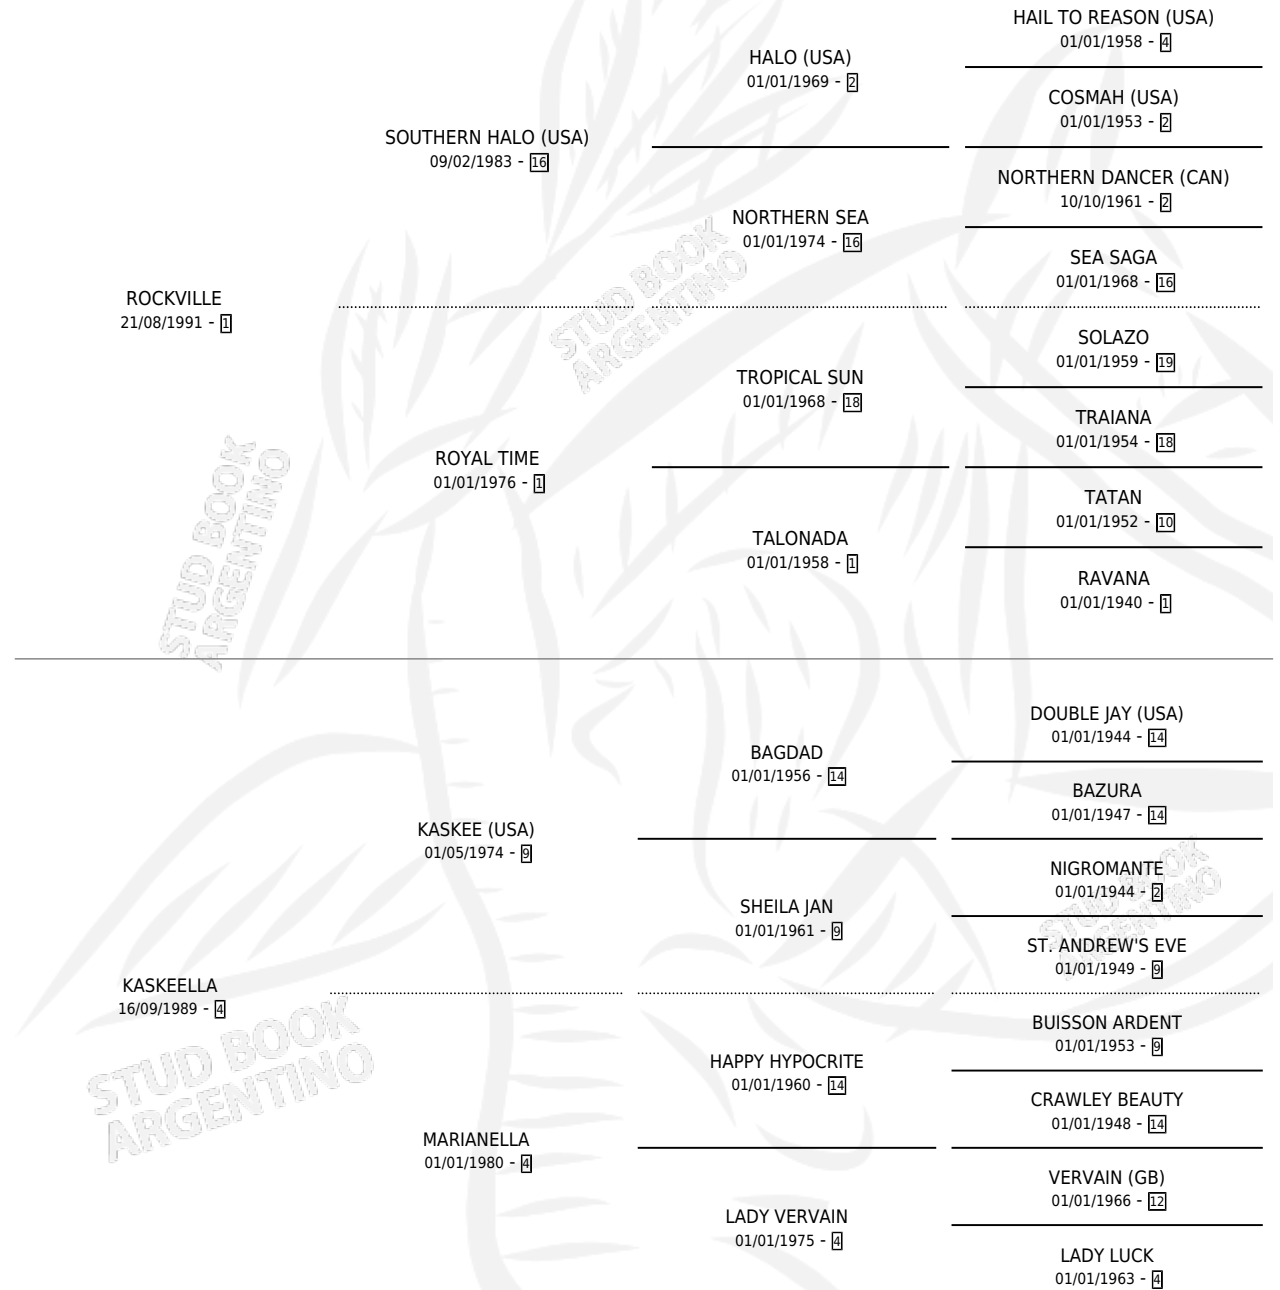 HAIL TO REASON (USA)
01/01/1958 - 4
HALO (USA)
01/01/1969 - 2
COSMAH (USA)
01/01/1953 - 2
SOUTHERN HALO (USA)
09/02/1983 - 16
NORTHERN DANCER (CAN)
10/10/1961 - 2
NORTHERN SEA
01/01/1974 - 16
SEA SAGA
01/01/1968 - 16
ROCKVILLE
21/08/1991 - 1
SOLAZO
01/01/1959 - 19
TROPICAL SUN
01/01/1968 - 18
TRAIANA
01/01/1954 - 18
ROYAL TIME
01/01/1976 - 1
TATAN
01/01/1952 - 10
TALONADA
01/01/1958 - 1
RAVANA
01/01/1940 - 1
DOUBLE JAY (USA)
01/01/1944 - 14
BAGDAD
01/01/1956 - 14
BAZURA
01/01/1947 - 14
KASKEE (USA)
01/05/1974 - 9
NIGROMANTE
01/01/1944 - 2
SHEILA JAN
01/01/1961 - 9
ST. ANDREW'S EVE
01/01/1949 - 9
KASKEELLA
16/09/1989 - 4
BUISSON ARDENT
01/01/1953 - 9
HAPPY HYPOCRITE
01/01/1960 - 14
CRAWLEY BEAUTY
01/01/1948 - 14
MARIANELLA
01/01/1980 - 4
VERVAIN (GB)
01/01/1966 - 12
LADY VERVAIN
01/01/1975 - 4
LADY LUCK
01/01/1963 - 4
STUD BOOK
ARGENTINO
STUD BOOK
ARGENTINO
STUD BOOK
ARGENTINO
STUD BOOK
ARGENTINO